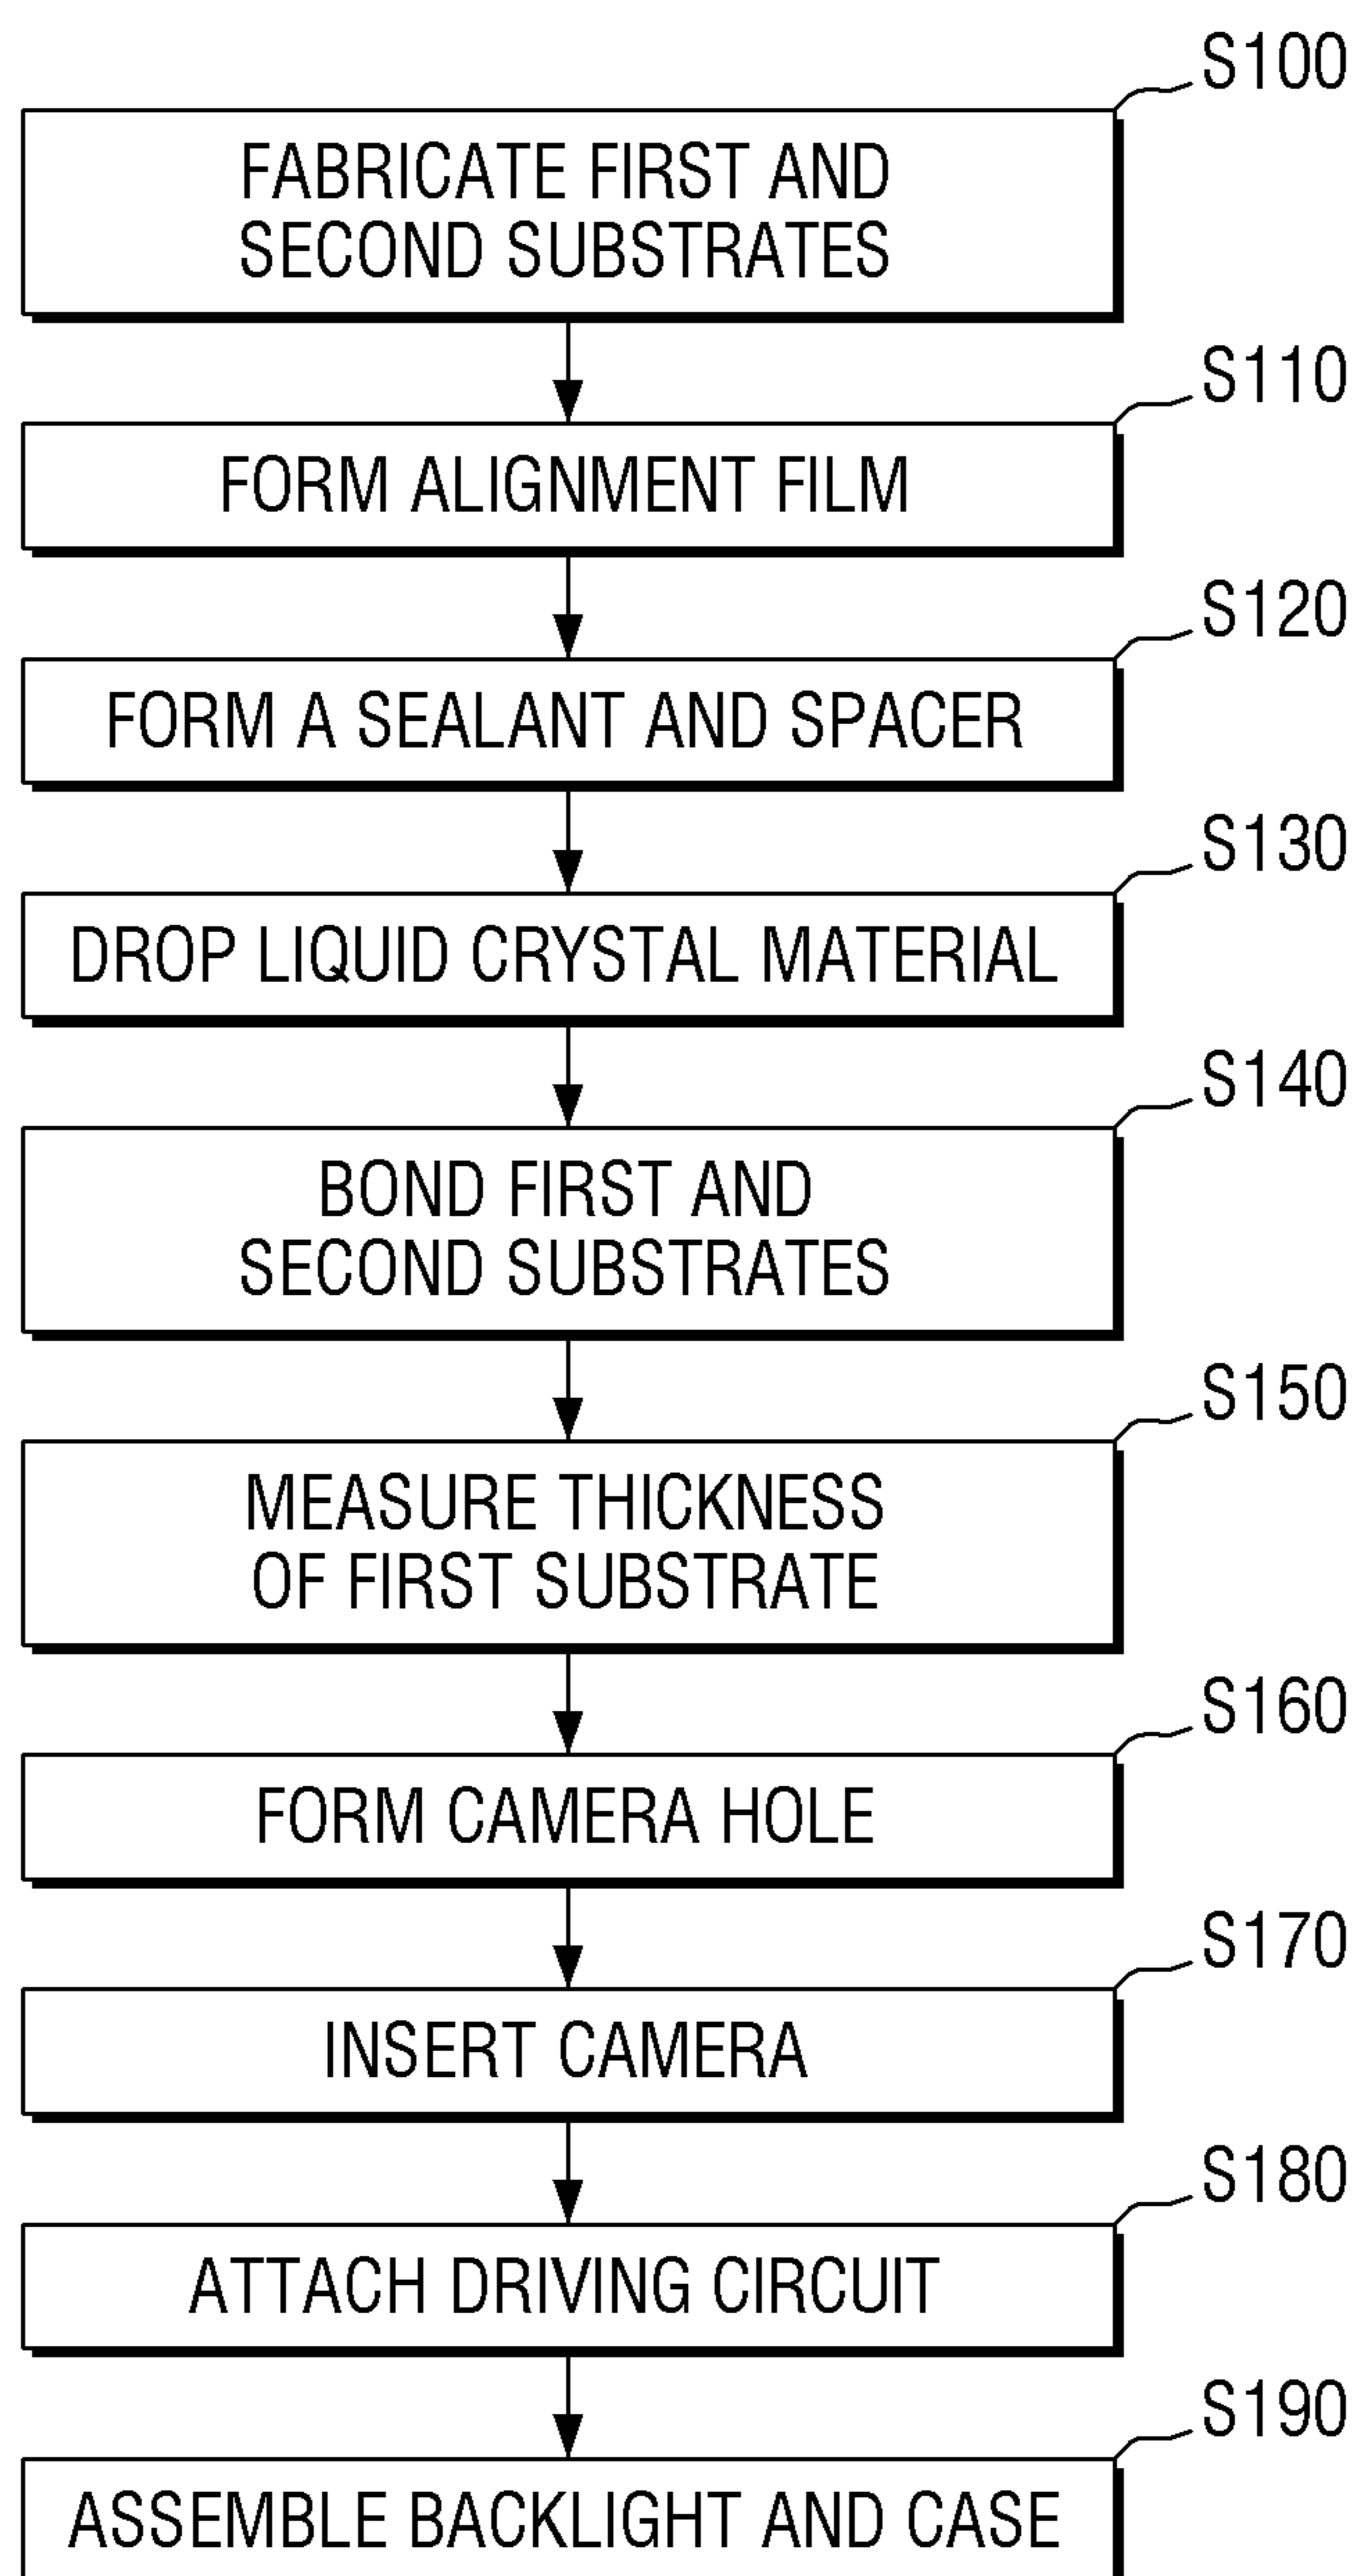 S100
FABRICATE FIRST AND
SECOND SUBSTRATES
S110
FORM ALIGNMENT FILM
S120
FORM A SEALANT AND SPACER
S130
DROP LIQUID CRYSTAL MATERIAL
S140
BOND FIRST AND
SECOND SUBSTRATES
S150
MEASURE THICKNESS
OF FIRST SUBSTRATE
S160
FORM CAMERA HOLE
S170
INSERT CAMERA
S180
ATTACH DRIVING CIRCUIT
S190
ASSEMBLE BACKLIGHT AND CASE